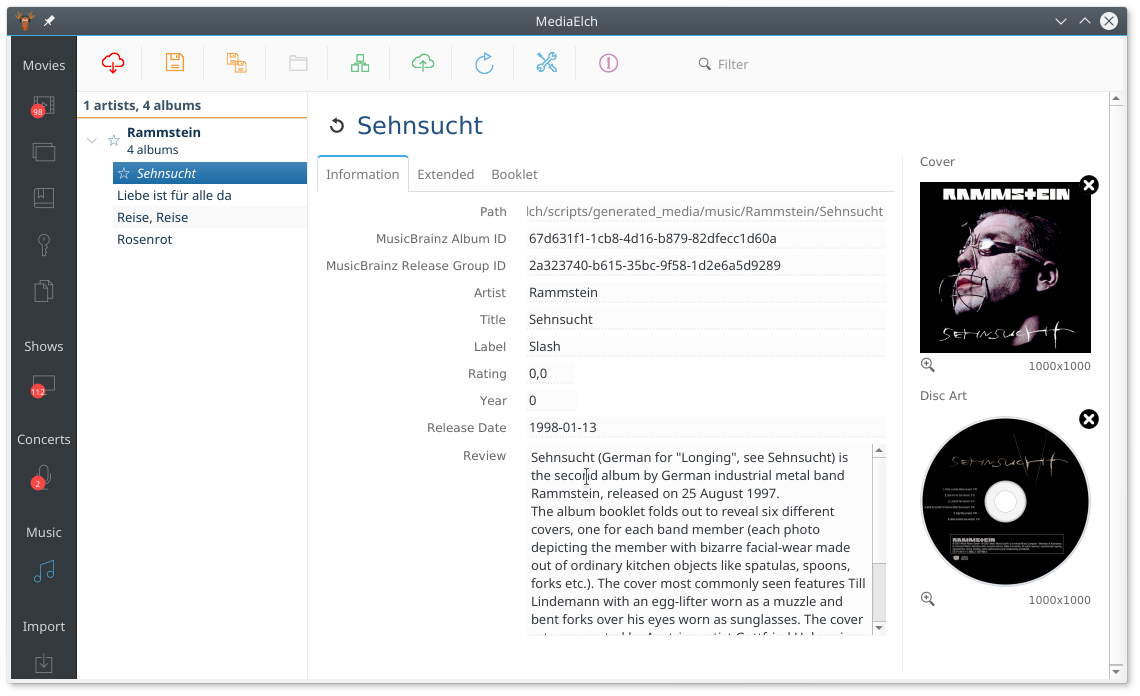 MediaElch
Movies
98
Shows
112
Concerts
2
Music
Import
Filter
1 artists, 4 albums
Rammstein
4 albums
Sehnsucht
Liebe ist für alle da
Reise, Reise
Rosenrot
Sehnsucht
Information Extended Booklet
Path lch/scripts/generated_media/music/Rammstein/Sehnsucht
MusicBrainz Album ID 67d631f1-1cb8-4d16-b879-82dfecc1d60a
MusicBrainz Release Group ID 2a323740-b615-35bc-9f58-1d2e6a5d9289
Artist Rammstein
Title Sehnsucht
Label Slash
Rating 0,0
Year 0
Release Date 1998-01-13
Review
Sehnsucht (German for "Longing", see Sehnsucht) is
the second album by German industrial metal band
Rammstein, released on 25 August 1997.
The album booklet folds out to reveal six different
covers, one for each band member (each photo
depicting the member with bizarre facial-wear made
out of ordinary kitchen objects like spatulas, spoons,
forks etc.). The cover most commonly seen features Till
Lindemann with an egg-lifter worn as a muzzle and
bent forks over his eyes worn as sunglasses. The cover
Cover
RAMMSTEIN
SEHNSUCHT
1000x1000
Disc Art
SEHNSUCHT
RAMMSTEIN
1000x1000